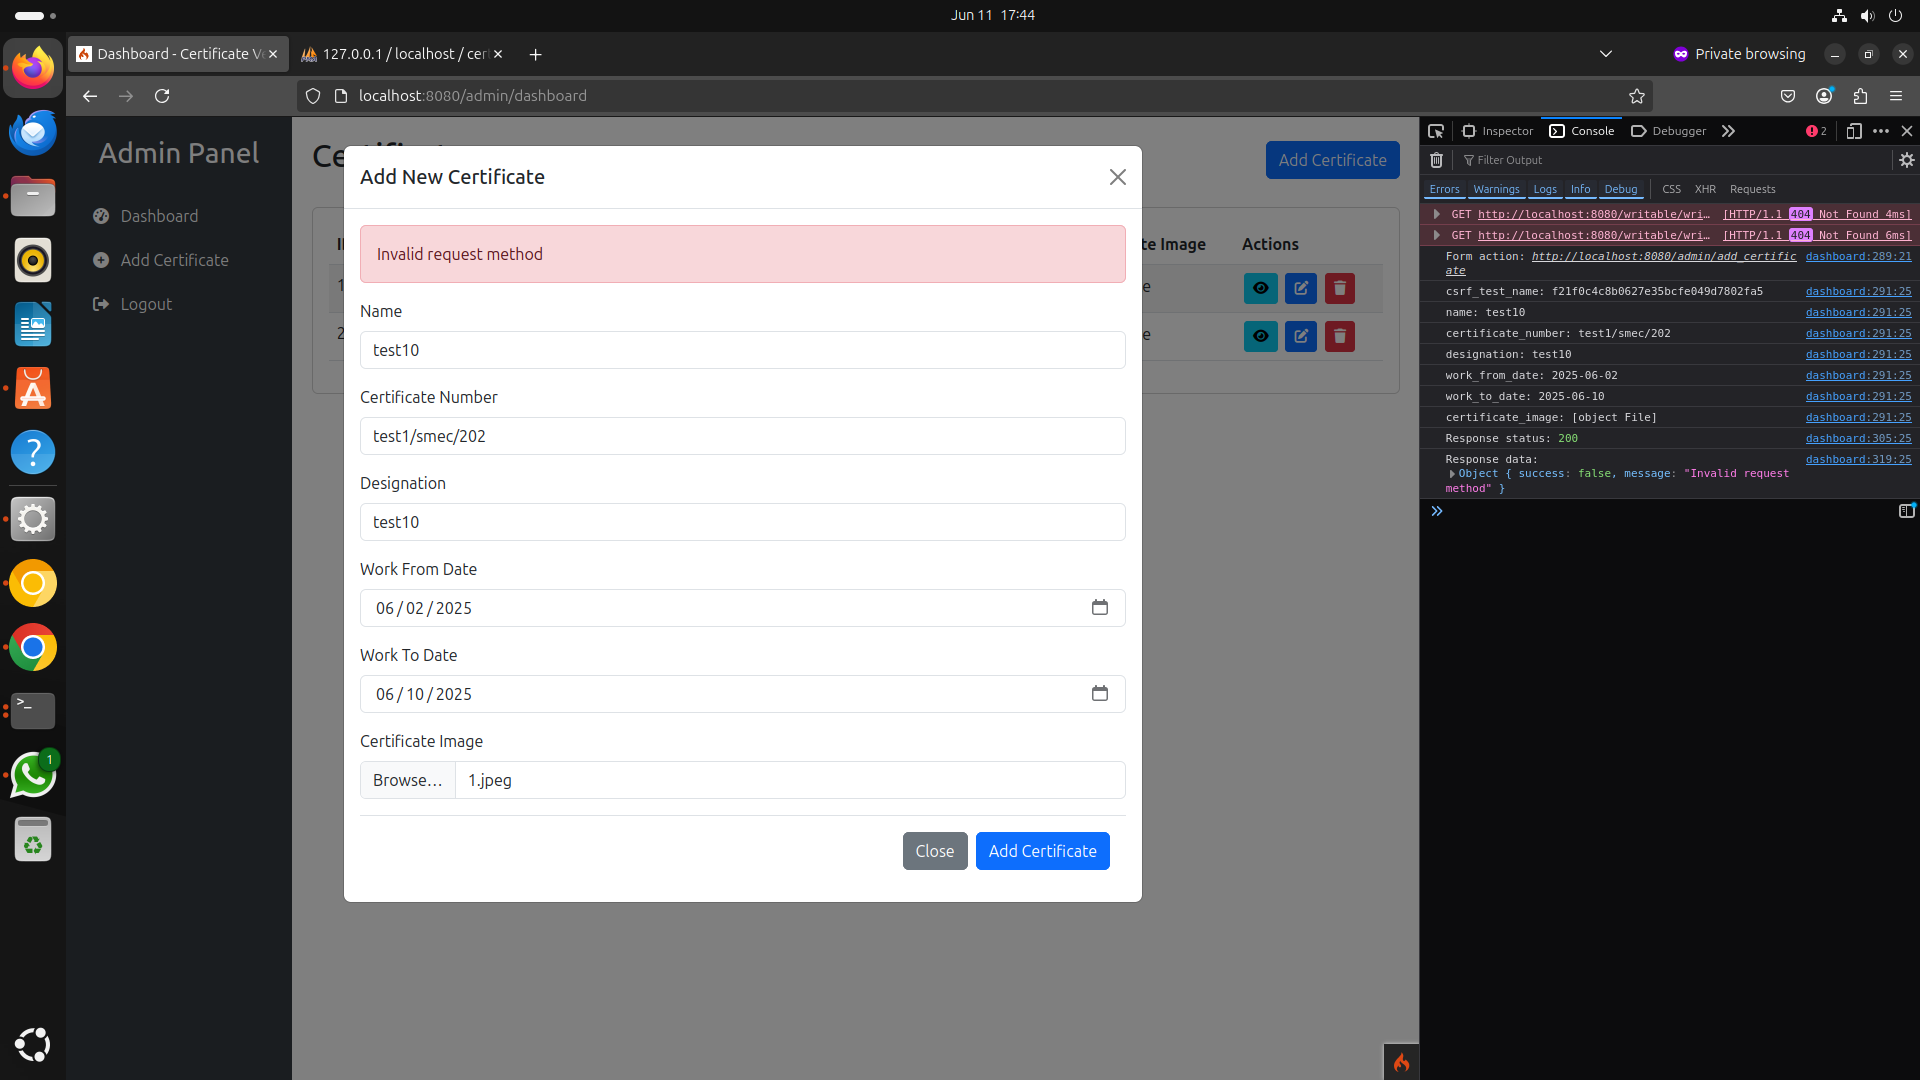 Jun 11 17:44
Dashboard - Certificate Ve
127.0.0.1 / localhost / cert
Private browsing
localhost:8080/admin/dashboard
Admin Panel
Dashboard
Add Certificate
Logout
Add Certificate
Add New Certificate
Invalid request method
Name
test10
Certificate Number
test1/smec/202
Designation
test10
Work From Date
06/02/2025
Work To Date
06/10/2025
Certificate Image
Browse… 1.jpeg
Close Add Certificate
te Image Actions
e
e
Inspector Console Debugger 2
Filter Output
Errors Warnings Logs Info Debug CSS XHR Requests
GET http://localhost:8080/writable/wri… [HTTP/1.1 404 Not Found 4ms]
GET http://localhost:8080/writable/wri… [HTTP/1.1 404 Not Found 6ms]
Form action: http://localhost:8080/admin/add_certific dashboard:289:21
ate
csrf_test_name: f21f0c4c8b0627e35bcfe049d7802fa5 dashboard:291:25
name: test10 dashboard:291:25
certificate_number: test1/smec/202 dashboard:291:25
designation: test10 dashboard:291:25
work_from_date: 2025-06-02 dashboard:291:25
work_to_date: 2025-06-10 dashboard:291:25
certificate_image: [object File] dashboard:291:25
Response status: 200 dashboard:305:25
Response data: dashboard:319:25
Object { success: false, message: "Invalid request
method" }
1